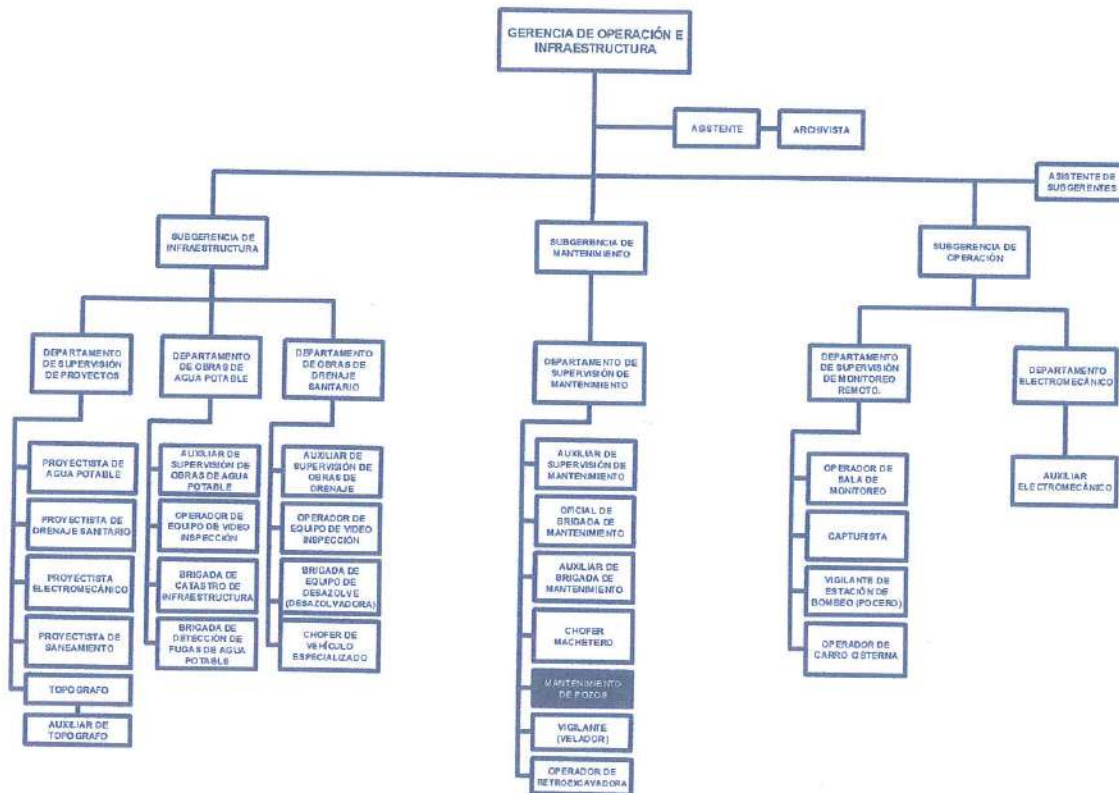 GERENCIA DE OPERACIÓN E
INFRAESTRUCTURA
ASISTENTE
ARCHIVISTA
ASISTENTE DE
SUBGERENTES
SUBGERENCIA DE
INFRAESTRUCTURA
SUBGERENCIA DE
MANTENIMIENTO
SUBGERENCIA DE
OPERACIÓN
DEPARTAMENTO
DE SUPERVISIÓN
DE PROYECTOS
DEPARTAMENTO
DE OBRAS DE
AGUA POTABLE
DEPARTAMENTO
DE OBRAS DE
DRENAJE
SANITARIO
DEPARTAMENTO DE
SUPERVISIÓN DE
MANTENIMIENTO
DEPARTAMENTO
DE SUPERVISIÓN
DE MONITOREO
REMOTO.
DEPARTAMENTO
ELECTROMECÁNICO
PROYECTISTA DE
AGUA POTABLE
PROYECTISTA DE
DRENAJE SANITARIO
PROYECTISTA
ELECTROMECÁNICO
PROYECTISTA DE
SANEAMIENTO
TOPOGRAFO
AUXILIAR DE
TOPOGRAFO
AUXILIAR DE
SUPERVISIÓN DE
OBRAS DE AGUA
POTABLE
OPERADOR DE
EQUIPO DE VIDEO
INSPECCIÓN
BRIGADA DE
CATASTRO DE
INFRAESTRUCTURA
BRIGADA DE
DETECCIÓN DE
FUGAS DE AGUA
POTABLE
AUXILIAR DE
SUPERVISIÓN DE
OBRAS DE
DRENAJE
OPERADOR DE
EQUIPO DE VIDEO
INSPECCIÓN
BRIGADA DE
EQUIPO DE
DESAZOLVE
(DESAZOLVADORA)
CHOFER DE
VEHÍCULO
ESPECIALIZADO
AUXILIAR DE
SUPERVISIÓN DE
MANTENIMIENTO
OFICIAL DE
BRIGADA DE
MANTENIMIENTO
AUXILIAR DE
BRIGADA DE
MANTENIMIENTO
CHOFER
MACHETERO
MANTENIMIENTO
DE POZOS
VIGILANTE
(VELADOR)
OPERADOR DE
RETROEXCAVADORA
OPERADOR DE
SALA DE
MONITOREO
CAPTURISTA
VIGILANTE DE
ESTACIÓN DE
BOMBEO (POCERO)
OPERADOR DE
CARRO CISTERNA
AUXILIAR
ELECTROMECÁNICO